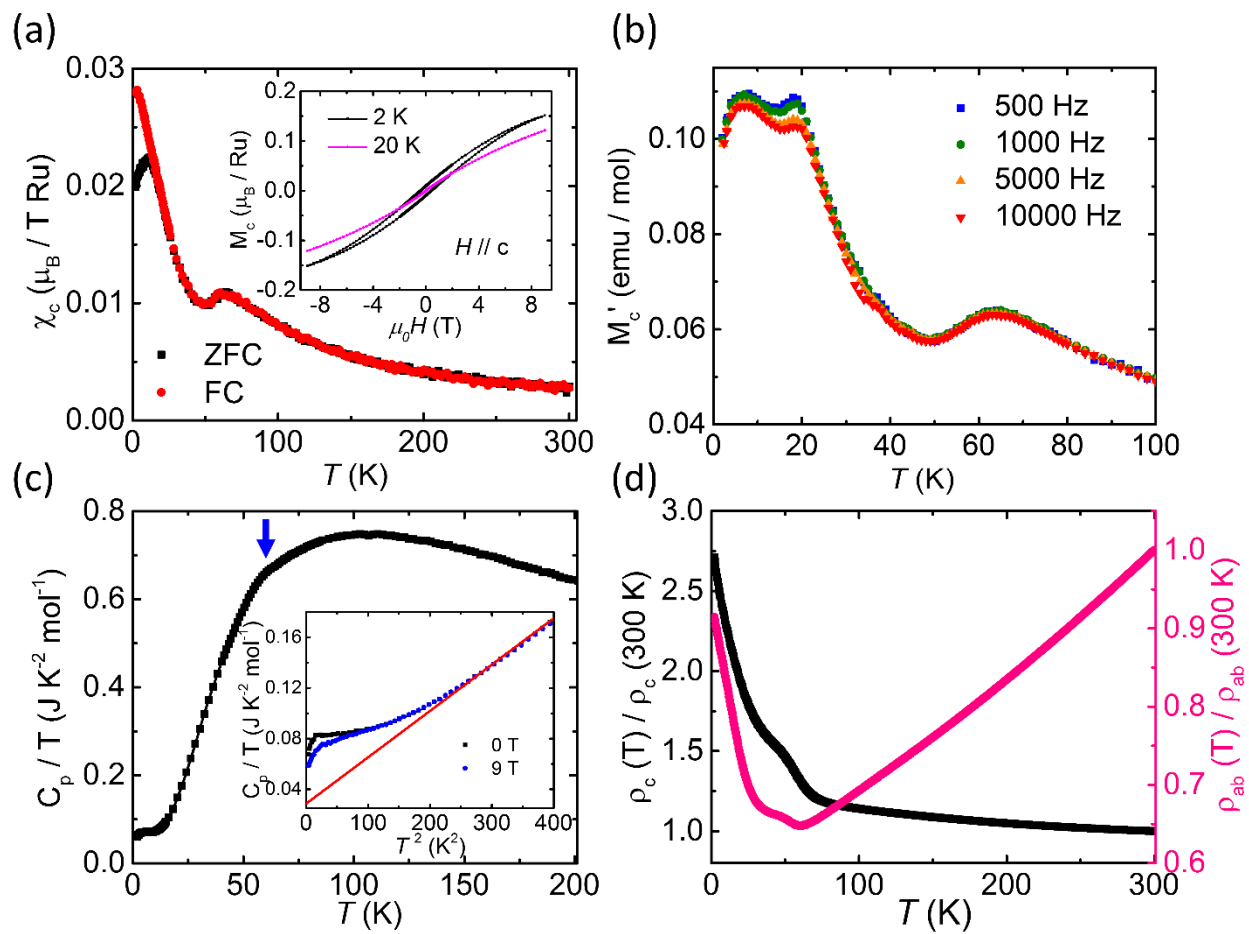 (a)
χc (μB / T Ru)
0.03
0.02
0.01
0.00
0
100
200
300
T (K)
ZFC
FC
Mc (μB / Ru)
0.2
0.1
0.0
-0.1
-0.2
-8
-4
0
4
8
μ0H (T)
2 K
20 K
H // c
(b)
Mc' (emu / mol)
0.10
0.08
0.06
0.04
0
20
40
60
80
100
T (K)
500 Hz
1000 Hz
5000 Hz
10000 Hz
(c)
Cp / T (J K-2 mol-1)
0.8
0.6
0.4
0.2
0.0
0
50
100
150
200
T (K)
Cp / T (J K-2 mol-1)
0.16
0.12
0.08
0.04
0
100
200
300
400
T 2 (K2)
0 T
9 T
(d)
ρc (T) / ρc (300 K)
3.0
2.5
2.0
1.5
1.0
0
100
200
300
T (K)
1.0
0.9
0.8
0.7
0.6
ρab (T) / ρab (300 K)